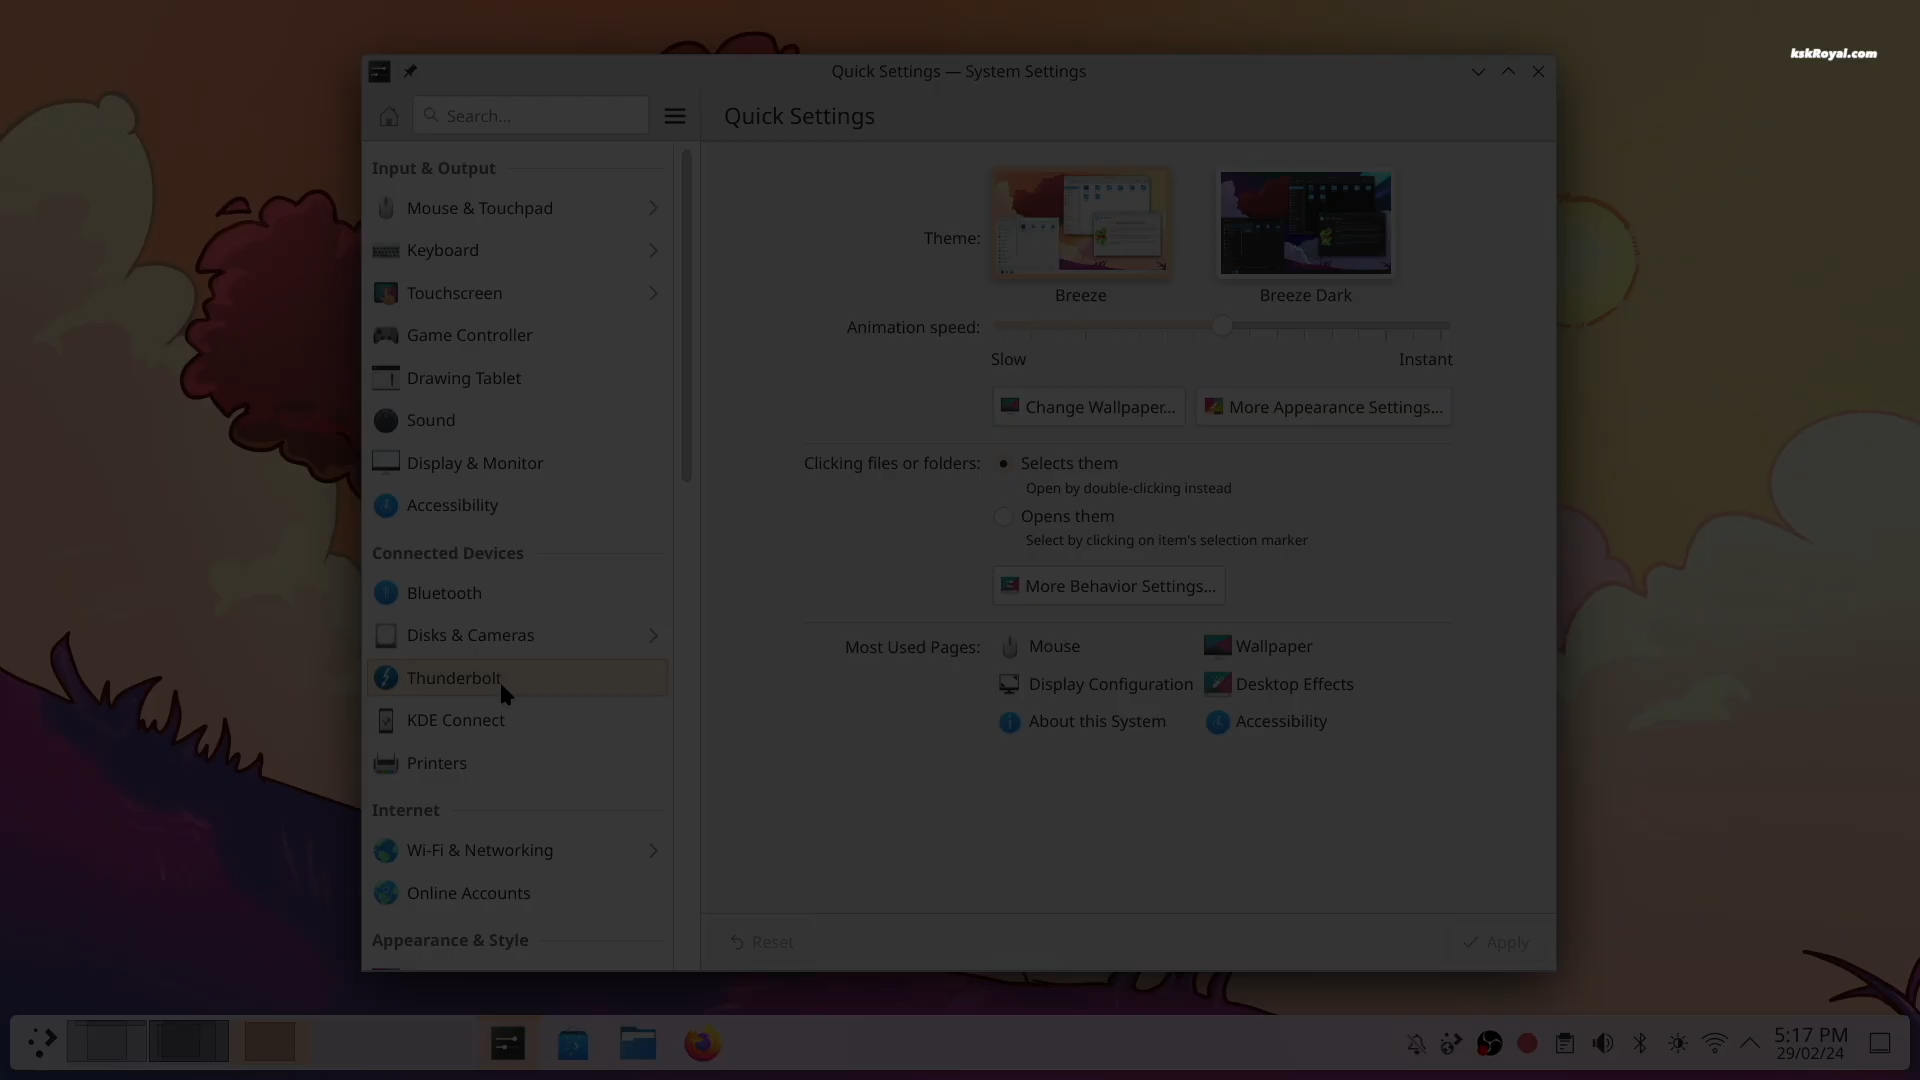 kskRoyal.com
Quick Settings — System Settings
Search...
Quick Settings
Input & Output
Mouse & Touchpad
Keyboard
Touchscreen
Game Controller
Drawing Tablet
Sound
Display & Monitor
Accessibility
Connected Devices
Bluetooth
Disks & Cameras
Thunderbolt
KDE Connect
Printers
Internet
Wi-Fi & Networking
Online Accounts
Appearance & Style
Theme:
Breeze
Breeze Dark
Animation speed:
Slow
Instant
Change Wallpaper...
More Appearance Settings...
Clicking files or folders:
Selects them
Open by double-clicking instead
Opens them
Select by clicking on item's selection marker
More Behavior Settings...
Most Used Pages:
Mouse
Wallpaper
Display Configuration
Desktop Effects
About this System
Accessibility
Reset
Apply
5:17 PM
29/02/24